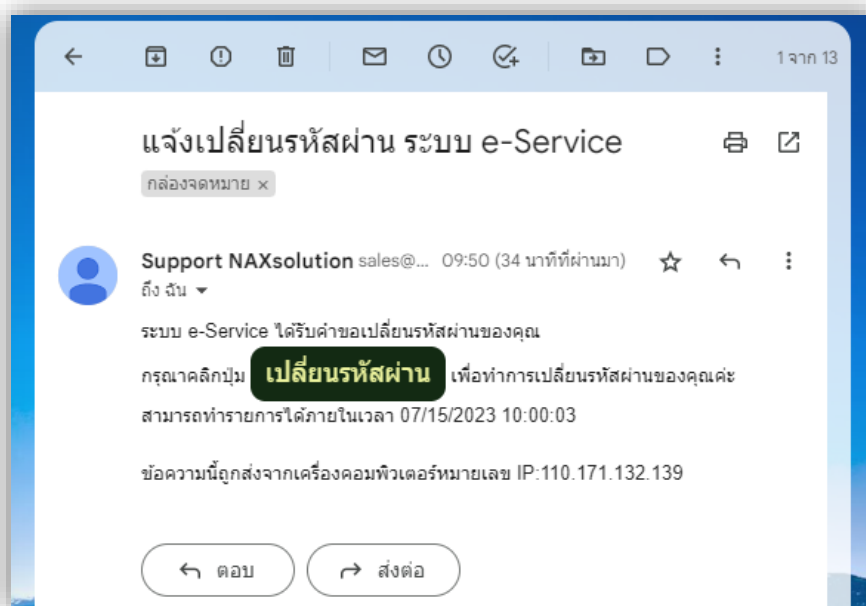 1 จาก 13
แจ้งเปลี่ยนรหัสผ่าน ระบบ e-Service
กล่องจดหมาย ×
Support NAXsolution sales@... 09:50 (34 นาทีที่ผ่านมา)
ถึง ฉัน
ระบบ e-Service ได้รับคำขอเปลี่ยนรหัสผ่านของคุณ
กรุณาคลิกปุ่ม เปลี่ยนรหัสผ่าน เพื่อทำการเปลี่ยนรหัสผ่านของคุณค่ะ
สามารถทำรายการได้ภายในเวลา 07/15/2023 10:00:03
ข้อความนี้ถูกส่งจากเครื่องคอมพิวเตอร์หมายเลข IP:110.171.132.139
ตอบ
ส่งต่อ